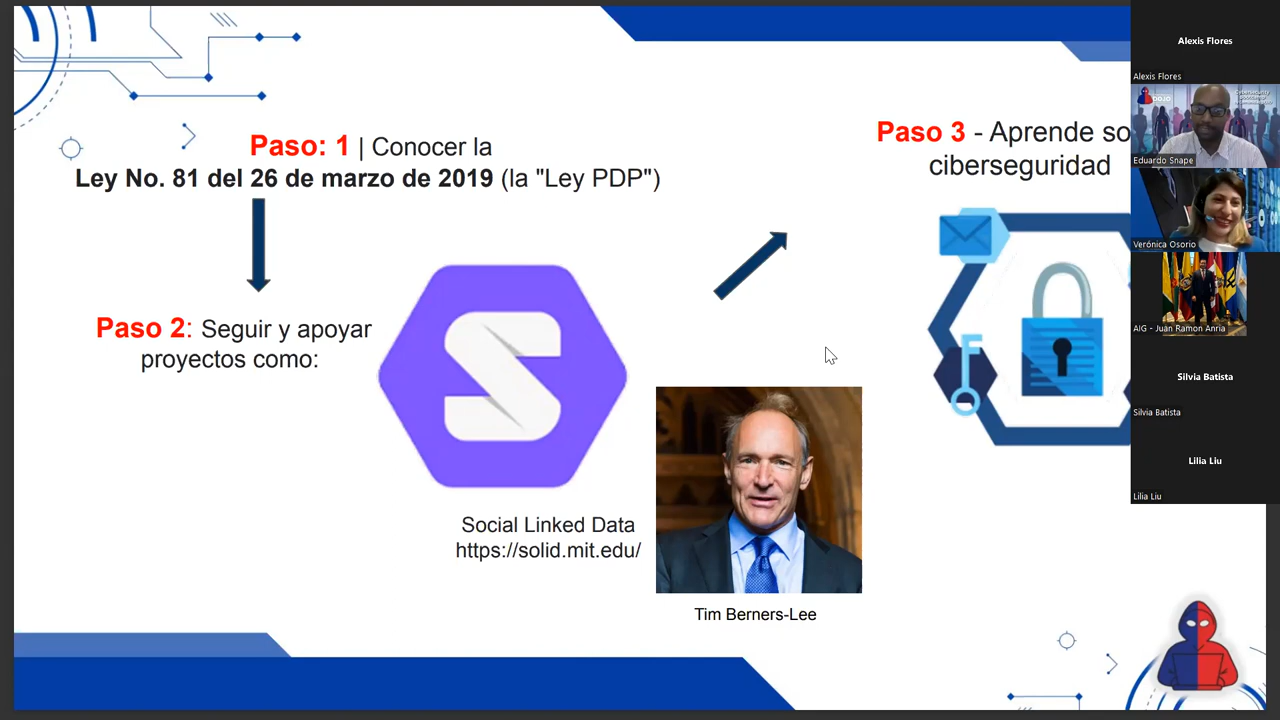 Paso: 1 | Conocer la
Ley No. 81 del 26 de marzo de 2019 (la "Ley PDP")
Paso 2: Seguir y apoyar
proyectos como:
Social Linked Data
https://solid.mit.edu/
Tim Berners-Lee
Paso 3 - Aprende so
ciberseguridad
Alexis Flores
Alexis Flores
Eduardo Snape
Verónica Osorio
AIG - Juan Ramon Anria
Silvia Batista
Silvia Batista
Lilia Liu
Lilia Liu